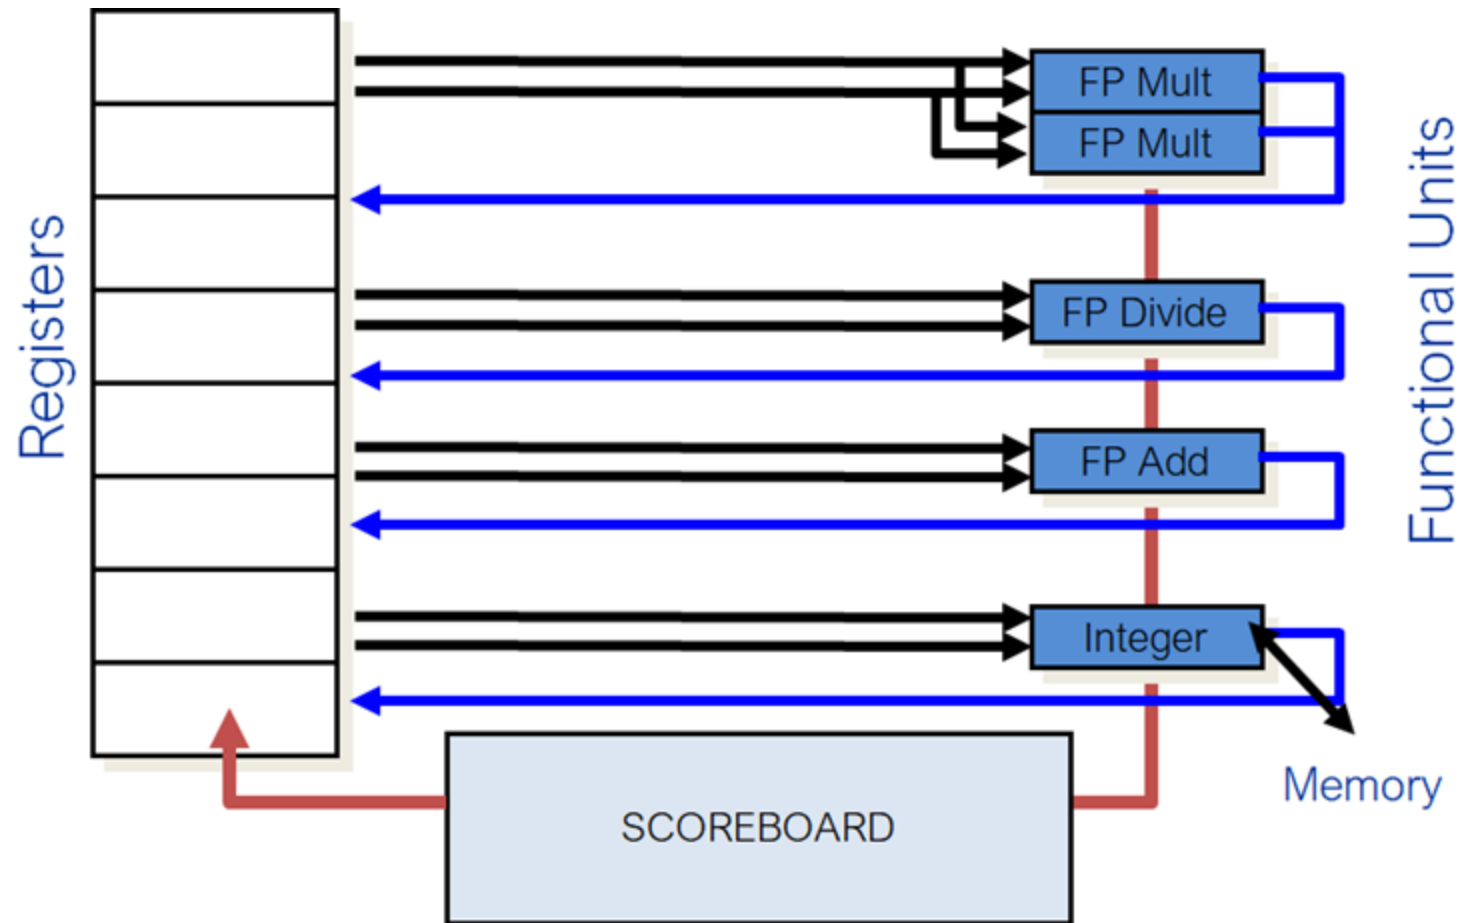 Registers
FP Mult
FP Mult
FP Divide
FP Add
Integer
Functional Units
Memory
SCOREBOARD